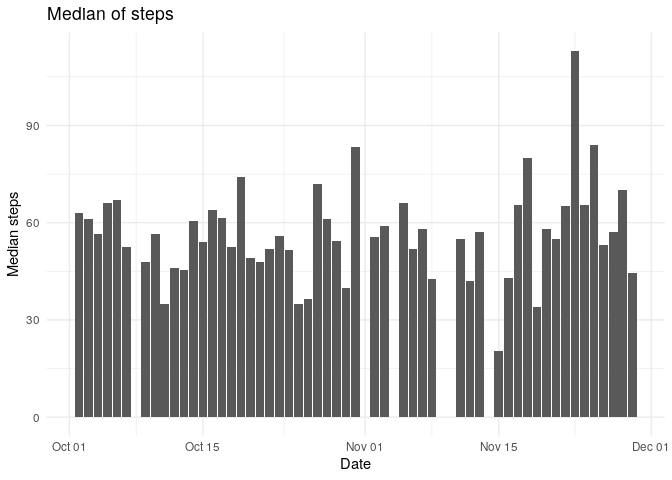 Median of steps
Median steps
90
60
30
0
Oct 01 Oct 15 Nov 01 Nov 15 Dec 01
Date